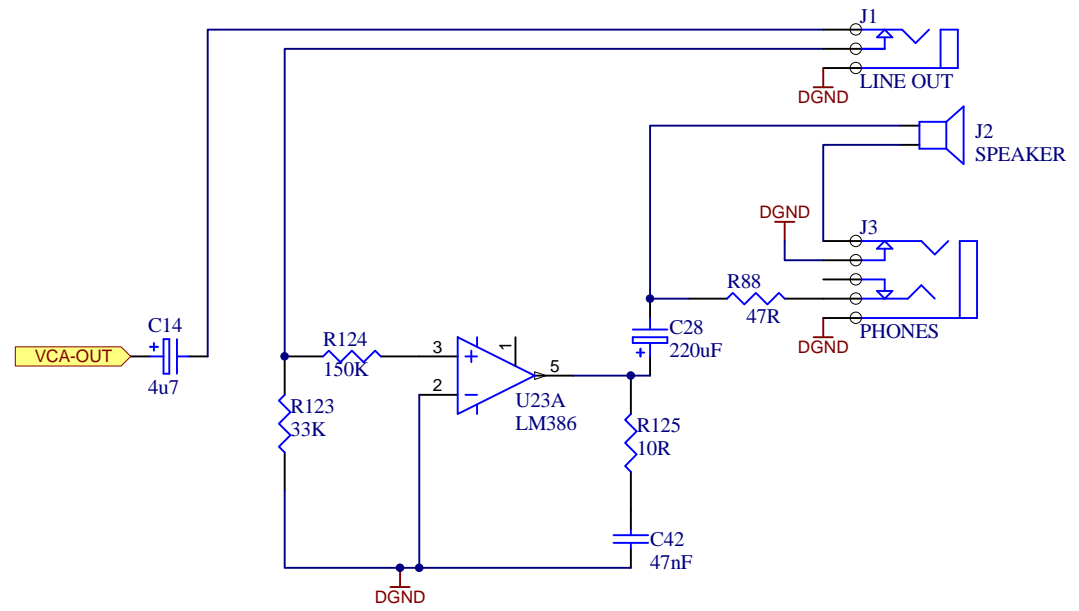 J1
LINE OUT
DGND
J2
SPEAKER
DGND
J3
R88
47R
PHONES
DGND
C14
VCA-OUT
4u7
R124
150K
3
1
2
5
U23A
LM386
C28
220uF
R123
33K
R125
10R
C42
47nF
DGND